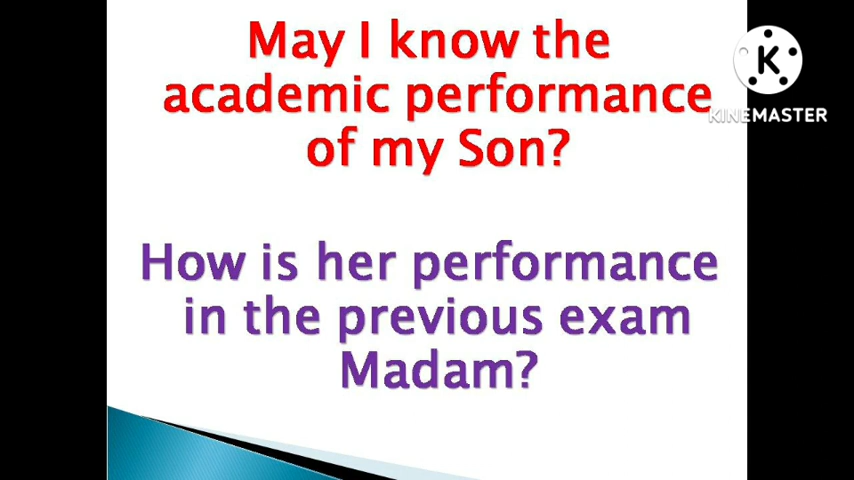 May I know the
academic performance
of my Son?
How is her performance
in the previous exam
Madam?
K
KINEMASTER